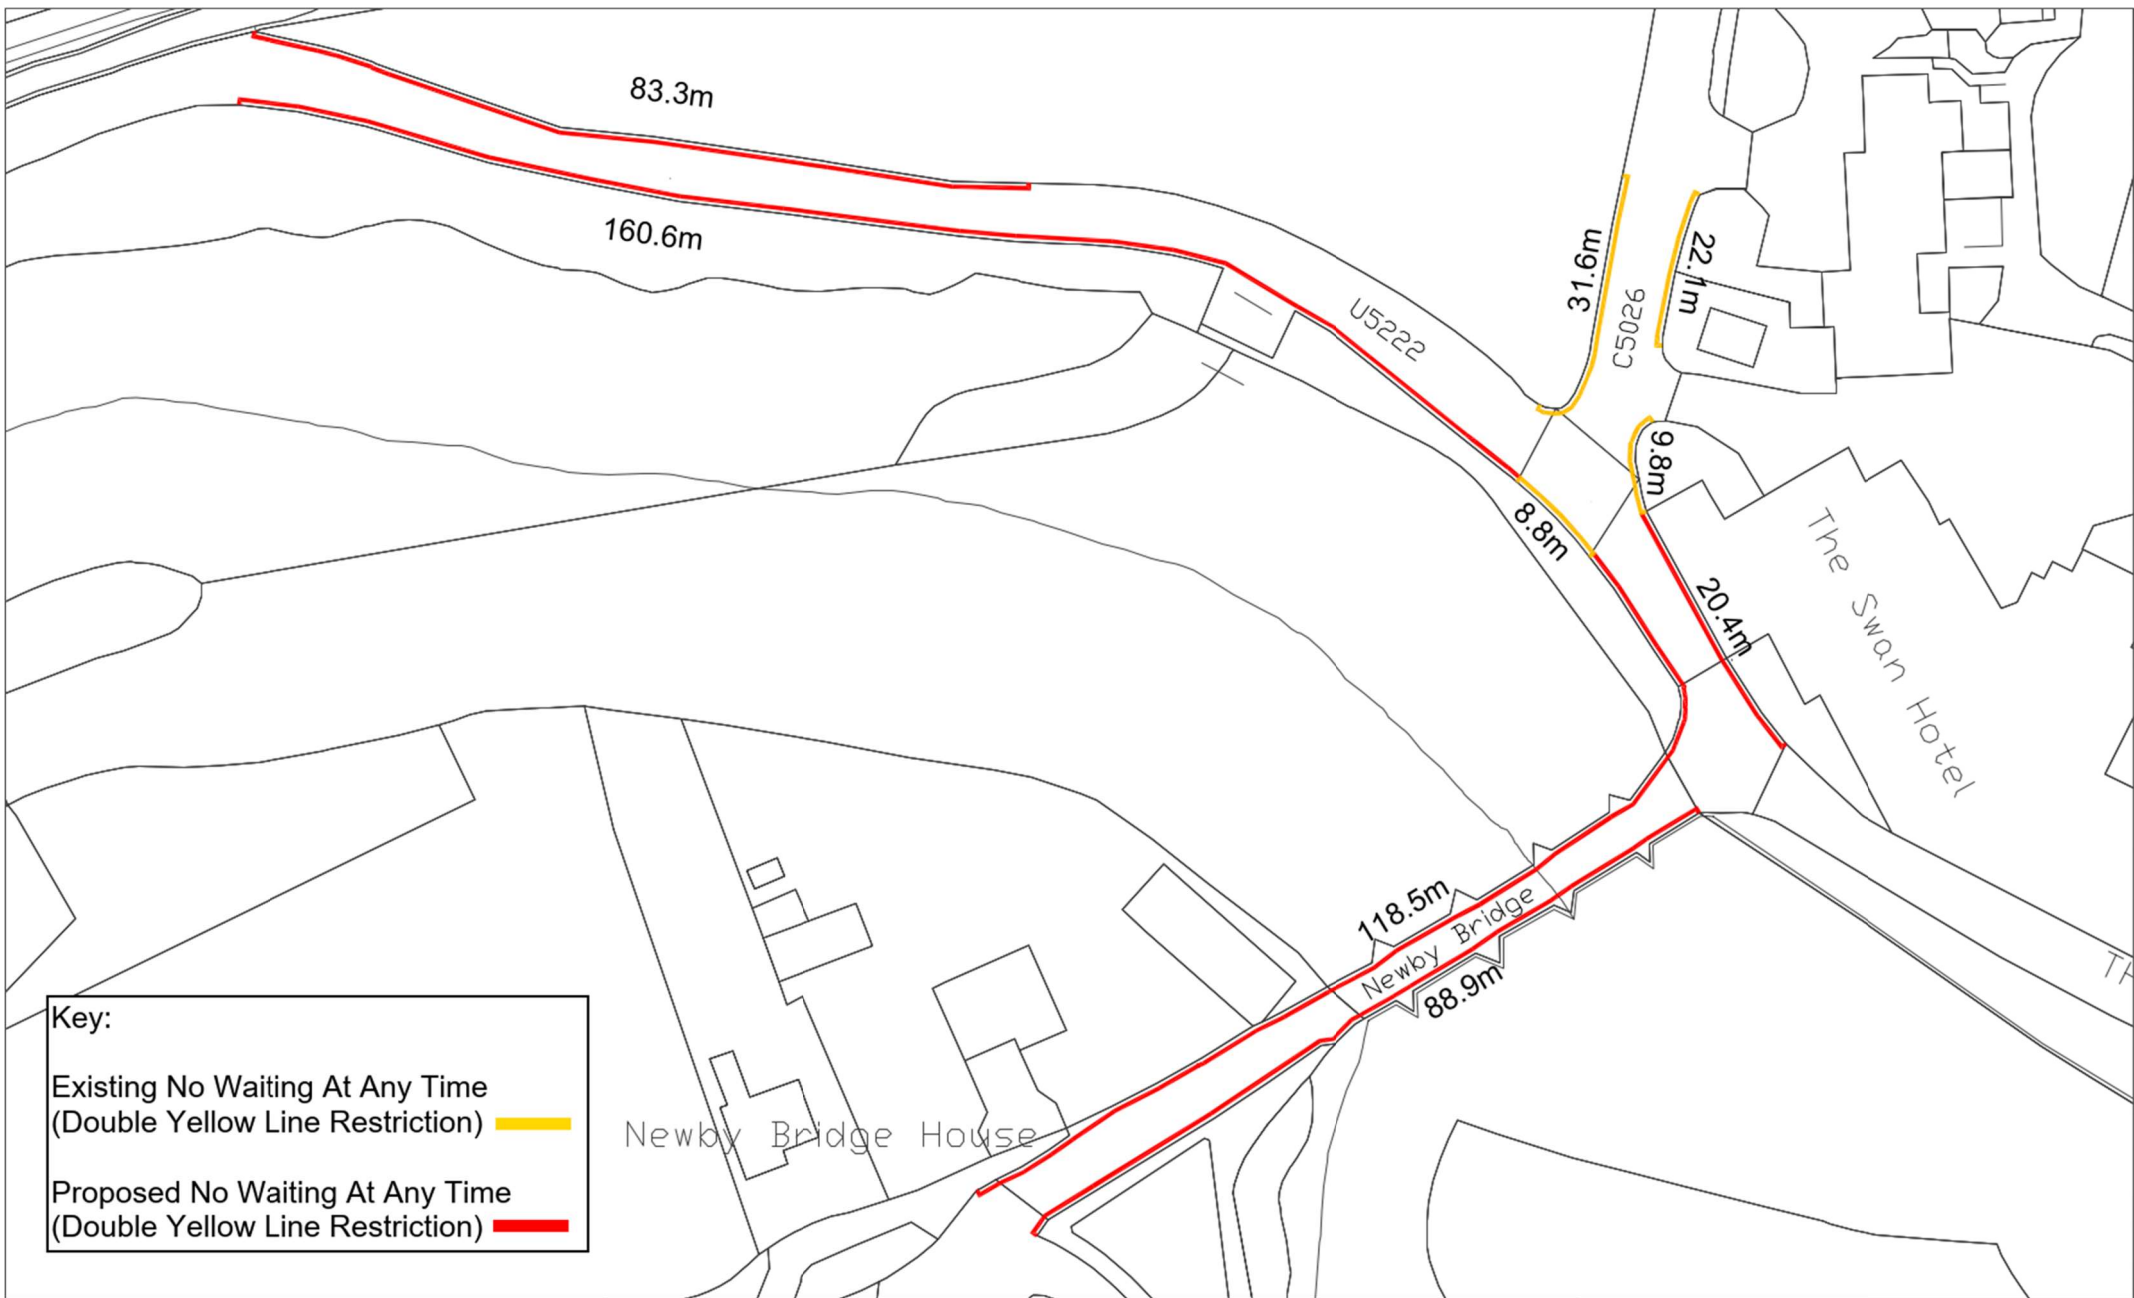 83.3m
160.6m
31.6m
22.1m
U5222
C5026
9.8m
8.8m
20.4m
The Swan Hotel
118.5m
Newby Bridge
88.9m
Newby Bridge House
Key:
Existing No Waiting At Any Time
(Double Yellow Line Restriction)
Proposed No Waiting At Any Time
(Double Yellow Line Restriction)